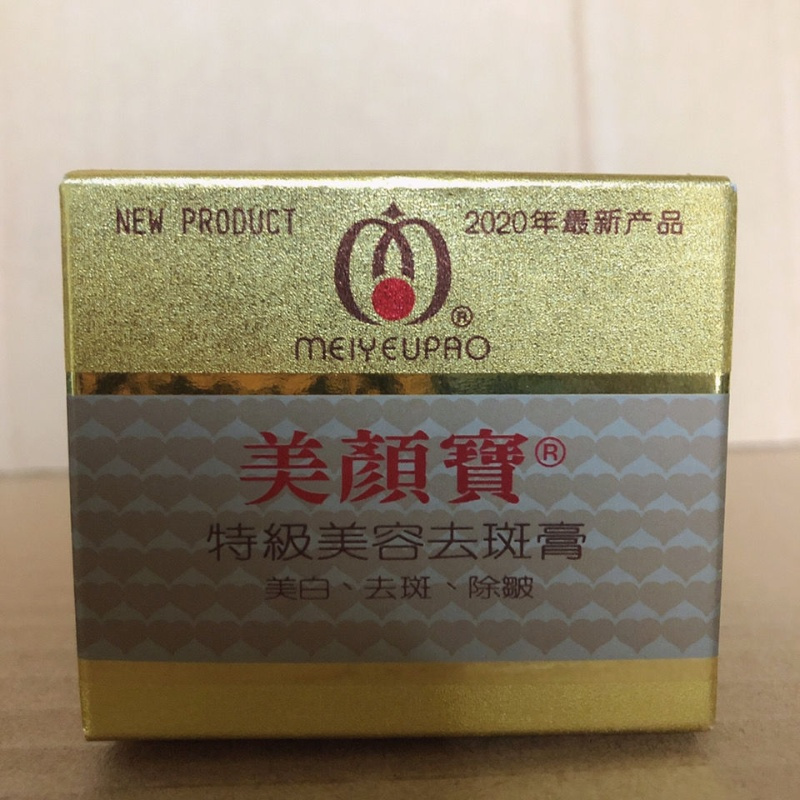 NEW PRODUCT
2020年最新产品
®
MEIYEUPAO
美顏寶®
特級美容去斑膏
美白、去斑、除皺